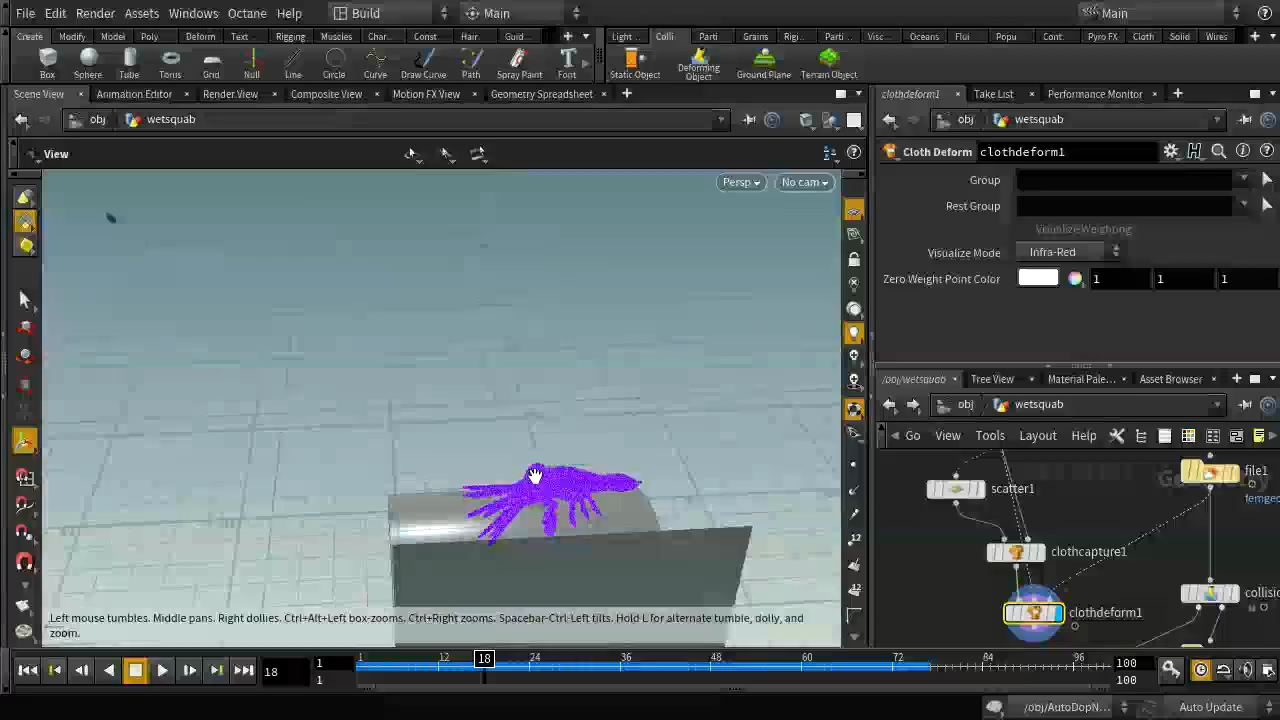 File Edit Render Assets Windows Octane Help Build Main Main
Create Modify Model Poly Deform Text ··· Rigging Muscles Char... Const Hair. Guid... Light ··· Colli Parti Grains Rig... Parti... Visc ··· Oceans Flui Popu Cont: Pyro FX Cloth Solid Wires
Box Sphere Tube Torus Grid Null Line Circle Curve Draw Curve Path Spray Paint Font Static Object Deforming Object Ground Plane Terrain Object
Scene View Animation Editor Render View Composite View Motion FX View Geometry Spreadsheet
clothdeform1 Take List Performance Monitor
obj wetsquab
obj wetsquab
View
Cloth Deform clothdeform1
Persp No cam
Group
Rest Group
Visualize Weighting
Visualize Mode Infra-Red
Zero Weight Point Color 1 1 1
/obj/wetsquab Tree View Material Pale... Asset Browser
obj wetsquab
Go View Tools Layout Help
scatter1
file1
clothcapture1
collisio
clothdeform1
12
12
Left mouse tumbles. Middle pans. Right dollies. Ctrl+Alt+Left box-zooms. Ctrl+Right zooms. Spacebar-Ctrl-Left tilts. Hold L for alternate tumble, dolly, and
zoom.
18 1 1 1 12 18 24 36 48 60 72 84 96 100 100
/obj/AutoDopN... Auto Update